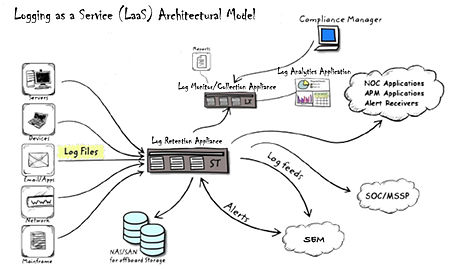 Logging as a Service (LaaS) Architectural Model
Compliance Manager
Reports
Log Monitor/Collection Appliance
Log Analytics Application
LX
NOC Applications
APM Applications
Alert Receivers
Servers
Devices
Log Files
Log Retention Appliance
ST
Email/Apps
Log feeds
SOC/MSSP
WWW
Network
Alerts
SEM
NAS/SAN
for offboard Storage
Mainframe